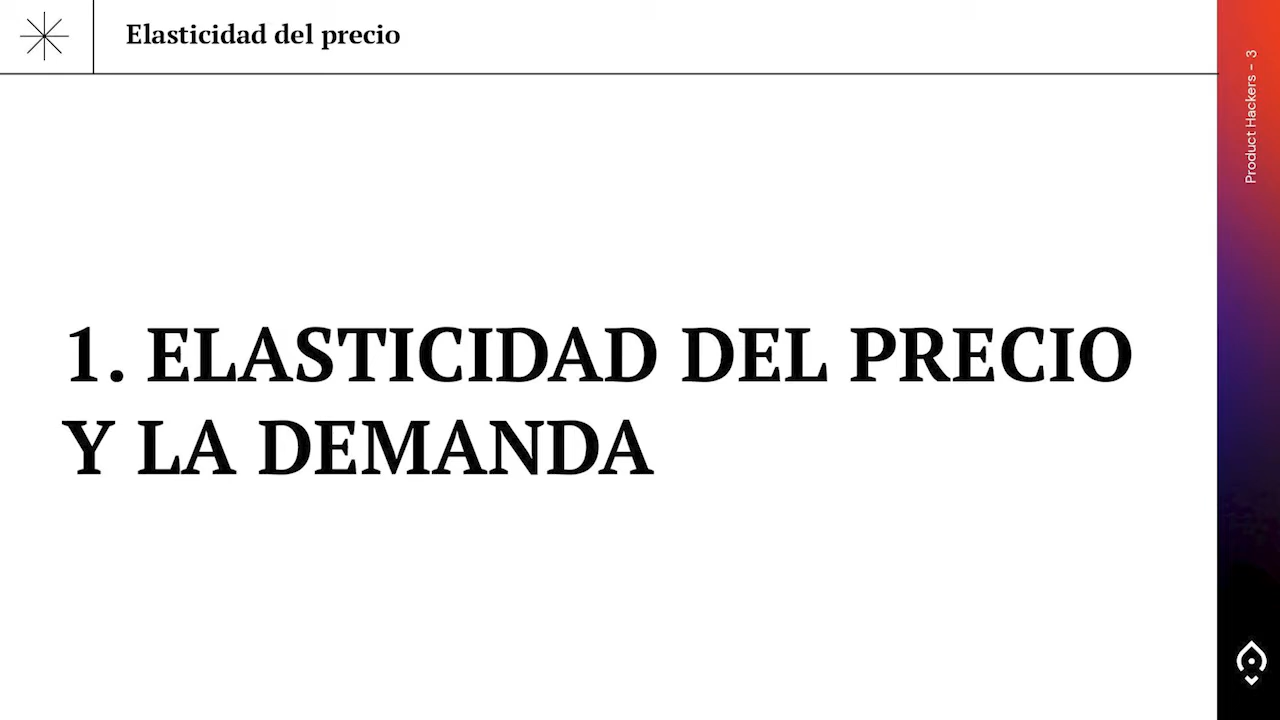 Elasticidad del precio
Product Hackers – 3
1. ELASTICIDAD DEL PRECIO
Y LA DEMANDA